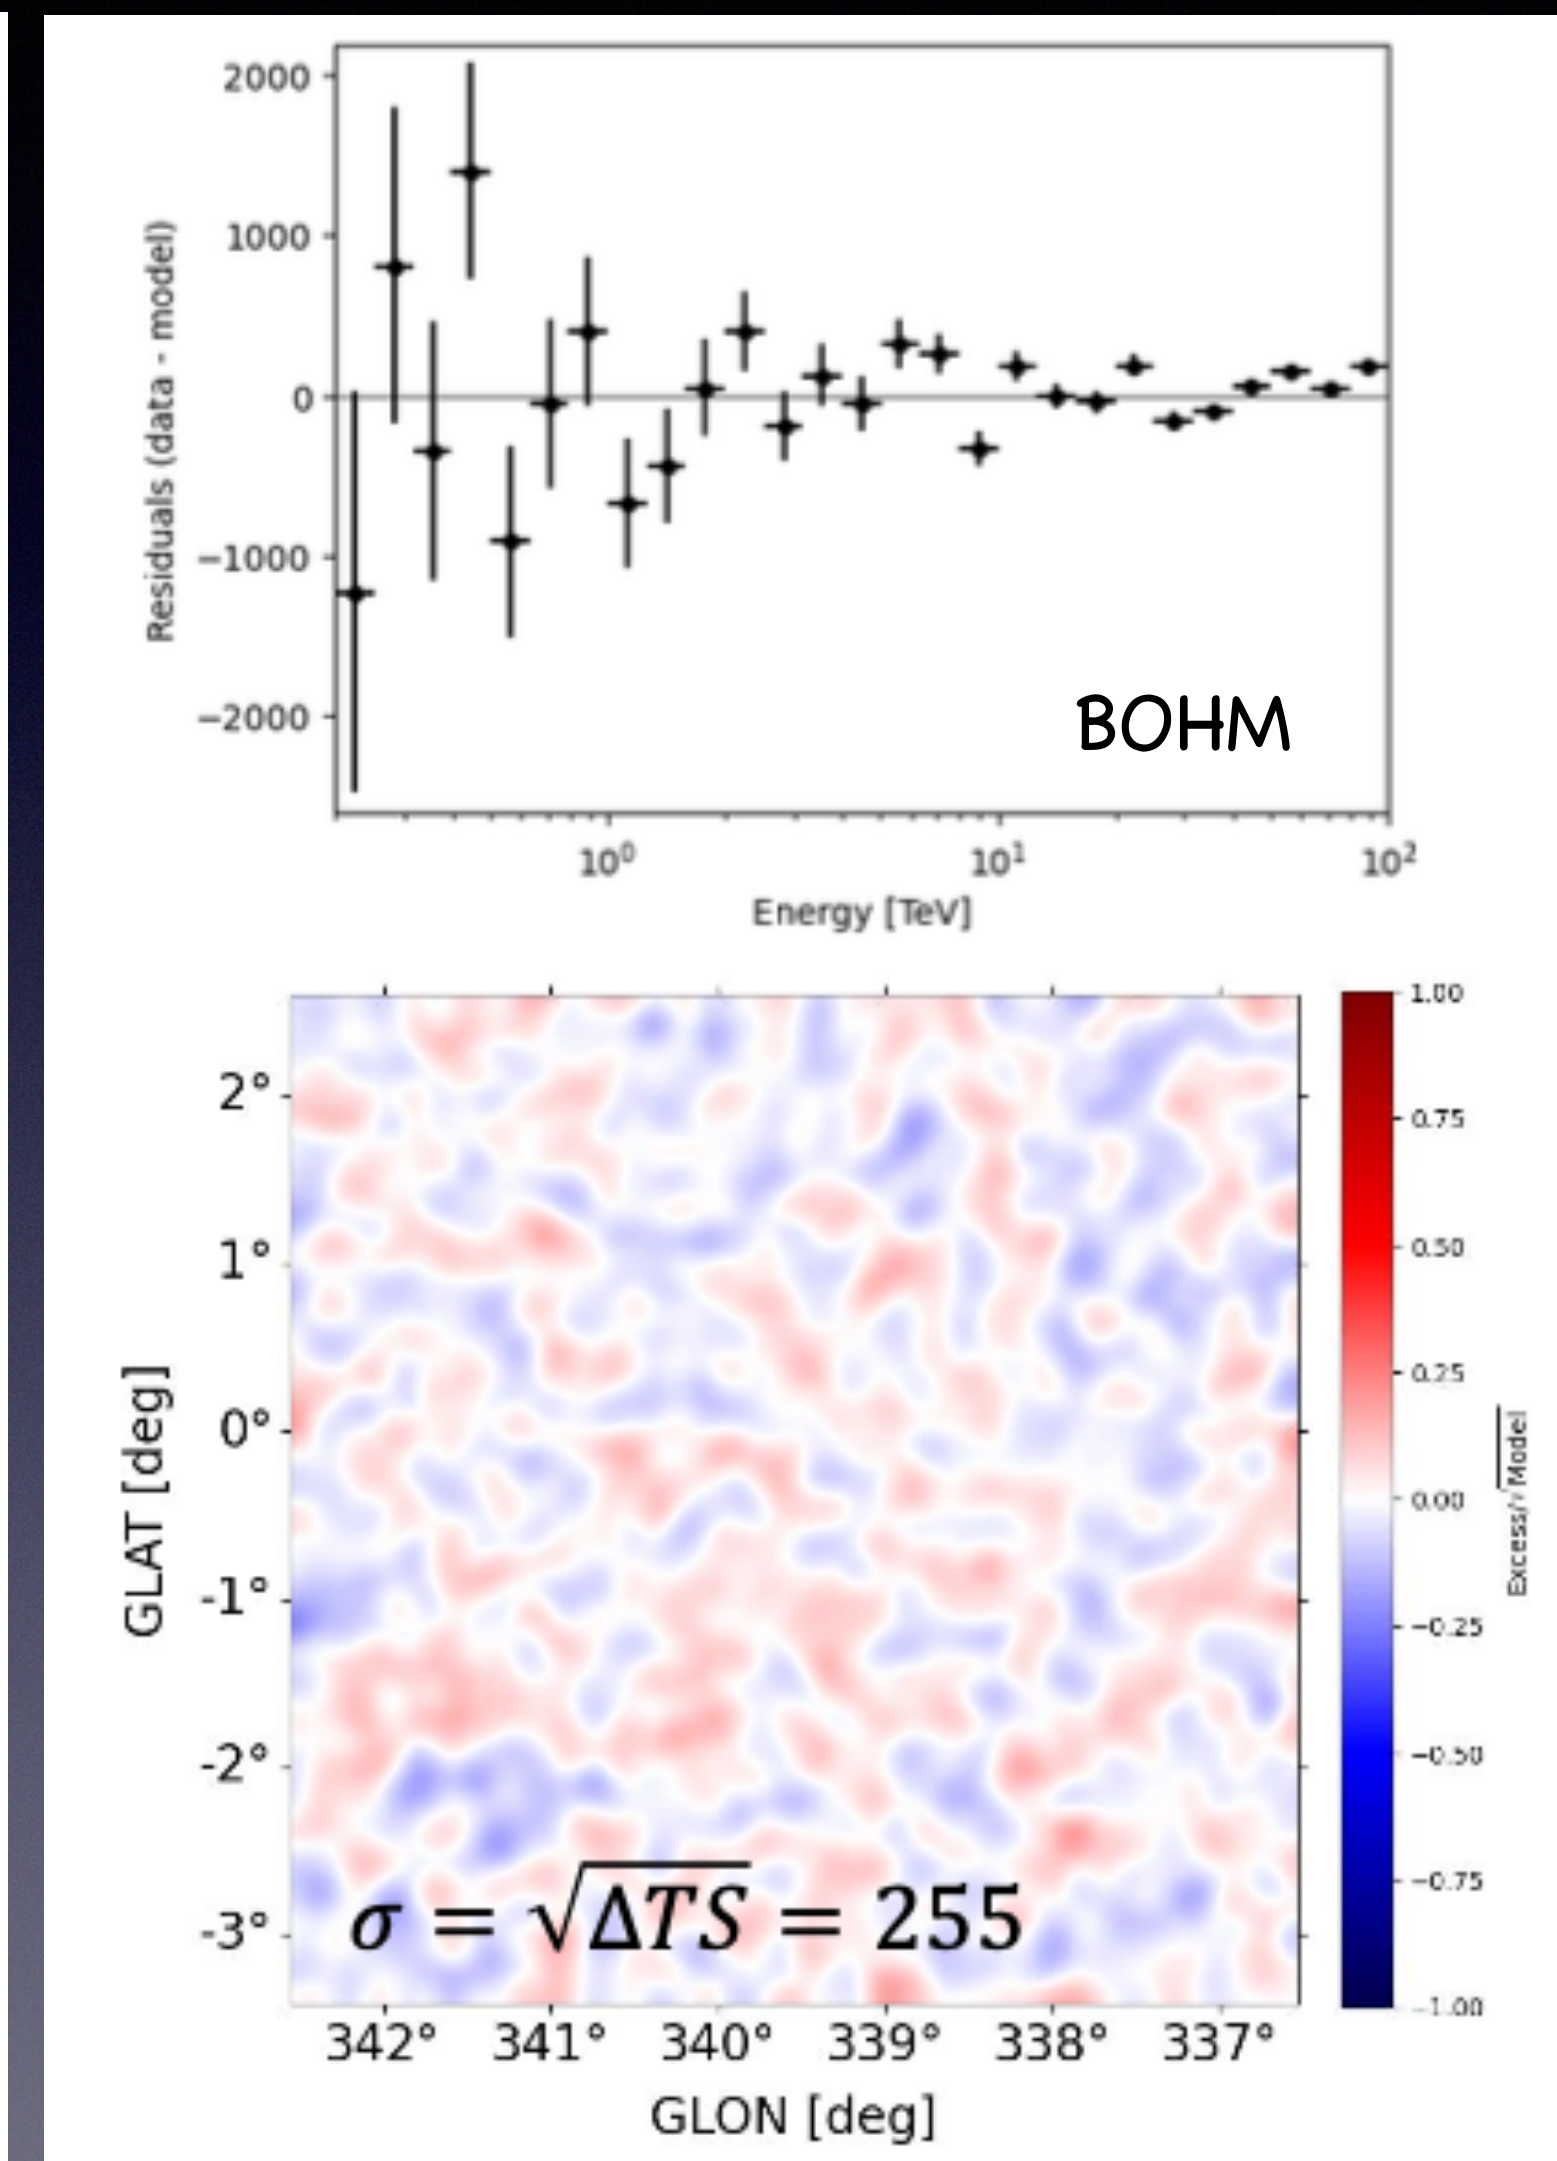 2000
1000
0
−1000
−2000
Residuals (data - model)
BOHM
10⁰ 10¹ 10²
Energy [TeV]
2°
1°
0°
-1°
-2°
-3°
GLAT [deg]
σ = √ΔTS = 255
342° 341° 340° 339° 338° 337°
GLON [deg]
1.00
0.75
0.50
0.25
0.00
−0.25
−0.50
−0.75
−1.00
Excess/√Model